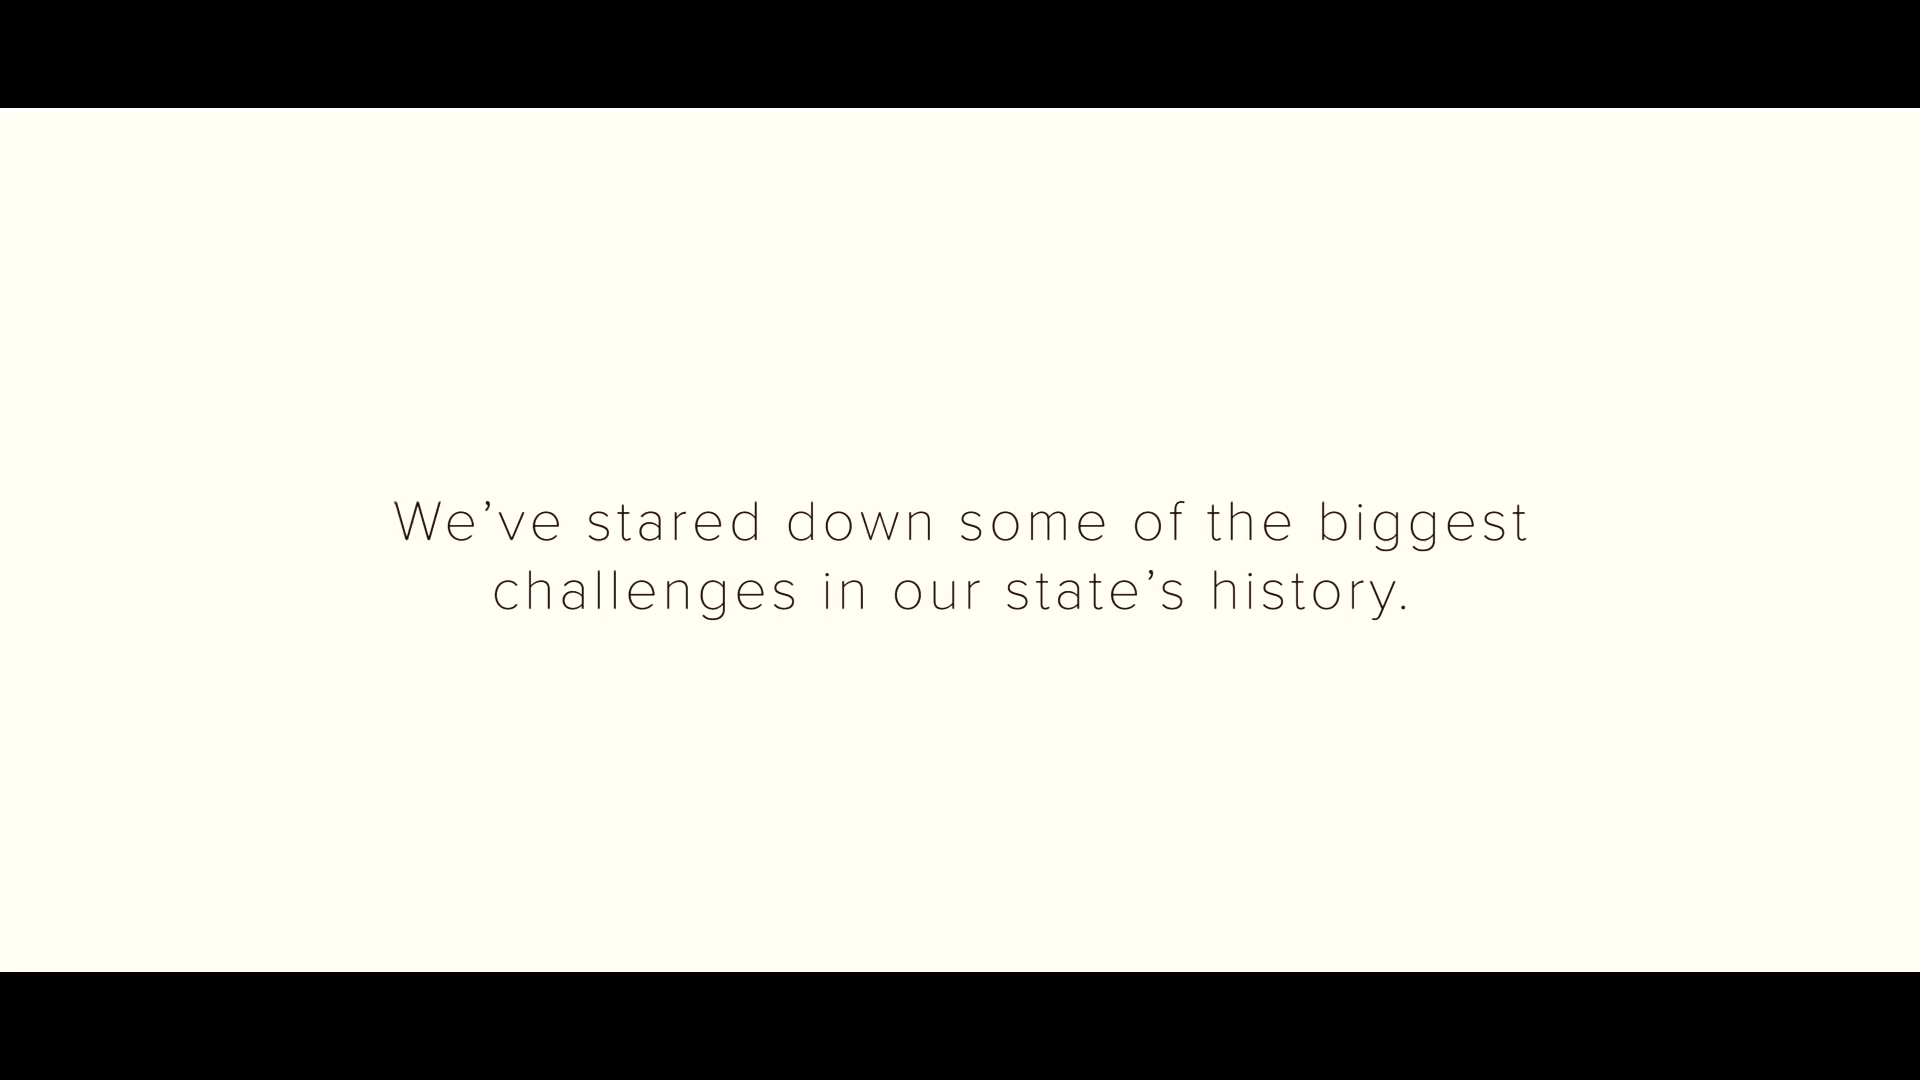 We’ve stared down some of the biggest
challenges in our state’s history.